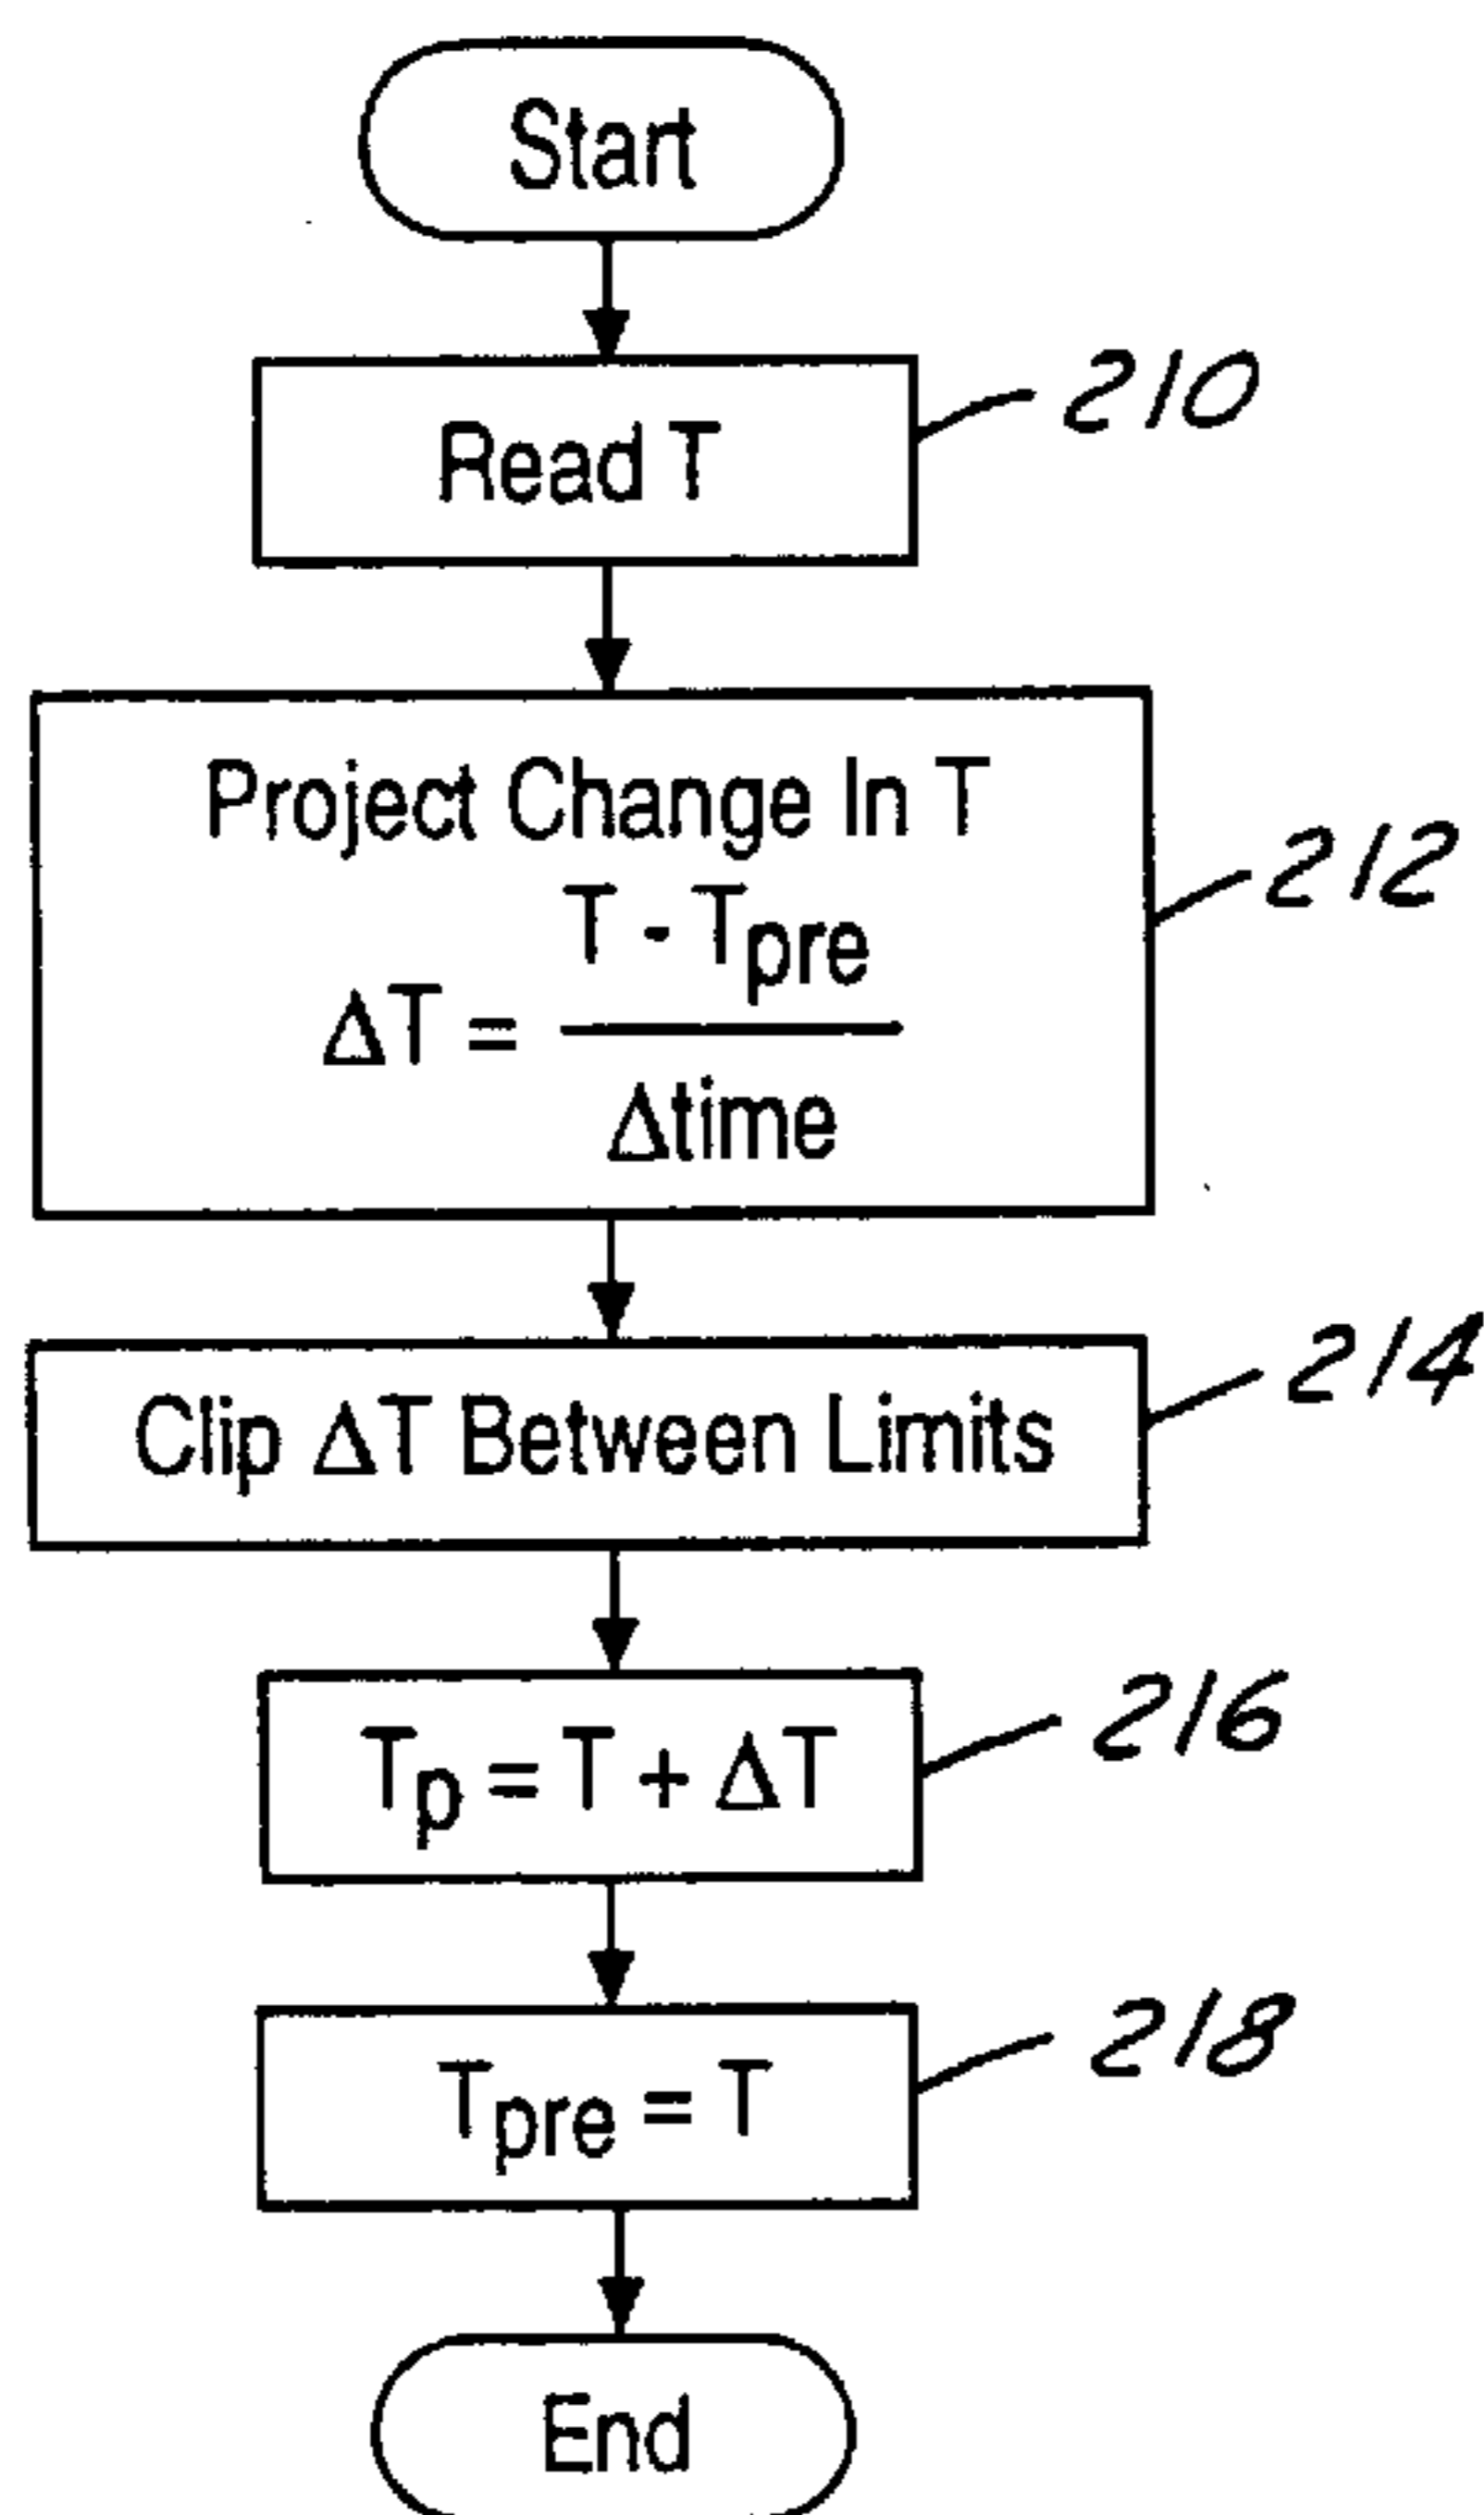 Start
Read T
210
Project Change In T
T - Tpre
ΔT =
Δtime
212
Clip ΔT Between Limits
214
Tp = T + ΔT
216
Tpre = T
218
End